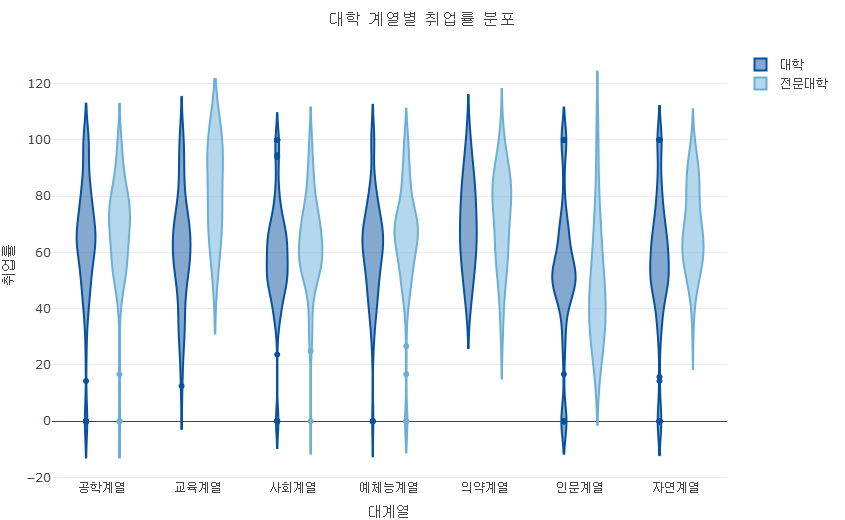 대학 계열별 취업률 분포
대학
전문대학
취업률
120
100
80
60
40
20
0
−20
공학계열 교육계열 사회계열 예체능계열 의약계열 인문계열 자연계열
대계열